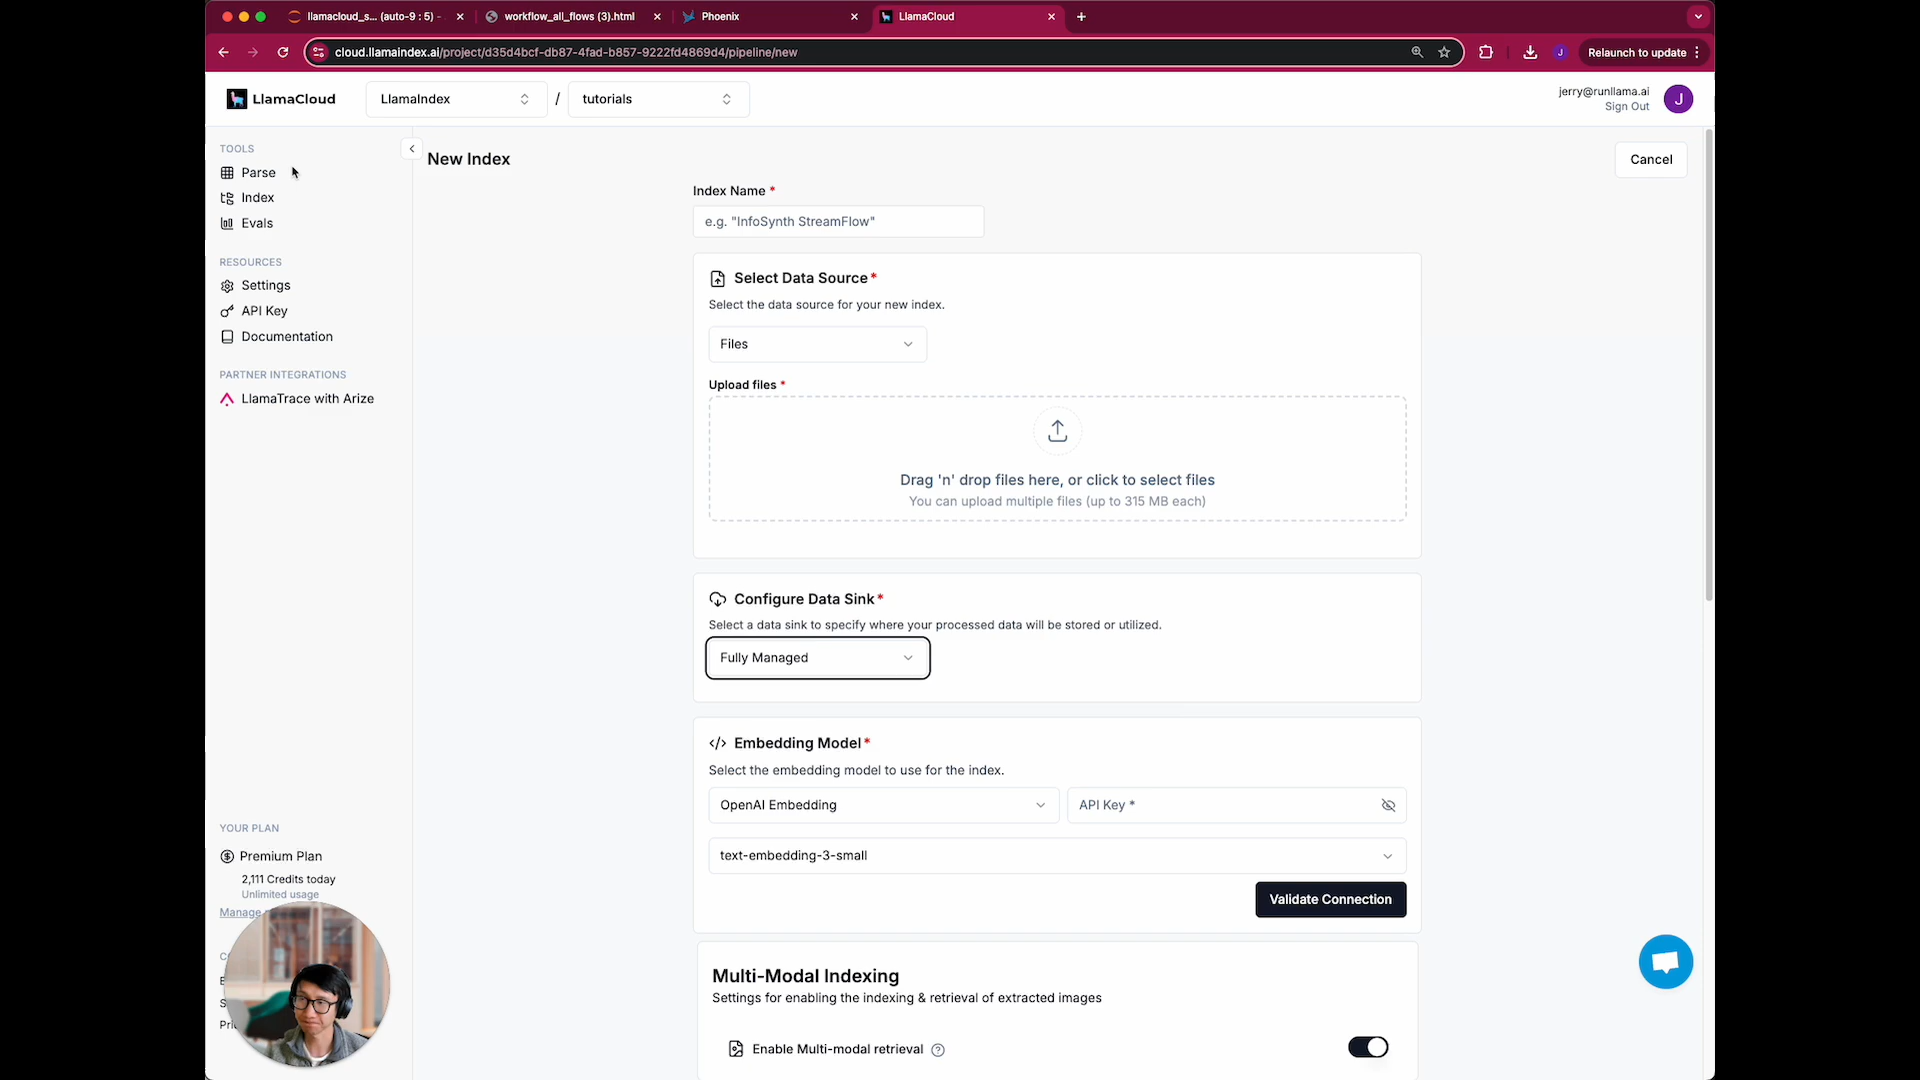 llamacloud_s... (auto-9 : 5) -
workflow_all_flows (3).html
Phoenix
LlamaCloud
cloud.llamaindex.ai/project/d35d4bcf-db87-4fad-b857-9222fd4869d4/pipeline/new
J
Relaunch to update
LlamaCloud
LlamaIndex
/
tutorials
jerry@runllama.ai
Sign Out
J
TOOLS
Parse
Index
Evals
RESOURCES
Settings
API Key
Documentation
PARTNER INTEGRATIONS
LlamaTrace with Arize
YOUR PLAN
Premium Plan
2,111 Credits today
Unlimited usage
Manage
New Index
Cancel
Index Name *
e.g. "InfoSynth StreamFlow"
Select Data Source*
Select the data source for your new index.
Files
Upload files *
Drag 'n' drop files here, or click to select files
You can upload multiple files (up to 315 MB each)
Configure Data Sink*
Select a data sink to specify where your processed data will be stored or utilized.
Fully Managed
Embedding Model*
Select the embedding model to use for the index.
OpenAI Embedding
API Key *
text-embedding-3-small
Validate Connection
Multi-Modal Indexing
Settings for enabling the indexing & retrieval of extracted images
Enable Multi-modal retrieval